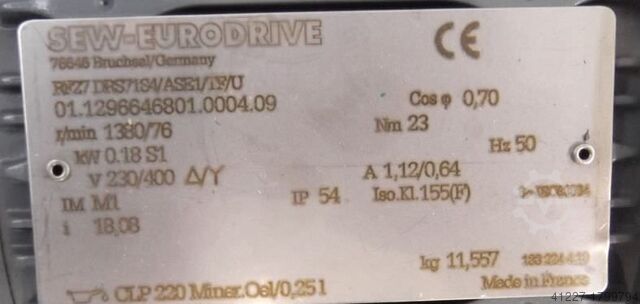 SEW-EURODRIVE
76646 Bruchsal/Germany
CE
RF27 DRS71S4/ASE1/TF/U
01.1296646801.0004.09
Cos φ 0,70
r/min 1380/76
Nm 23
Hz 50
kW 0.18 S1
V 230/400 Δ/Y
A 1,12/0,64
IM M1
IP 54
Iso.Kl.155(F)
i 18,08
kg 11,557
CLP 220 Miner.Oel/0,25 l
Made in France